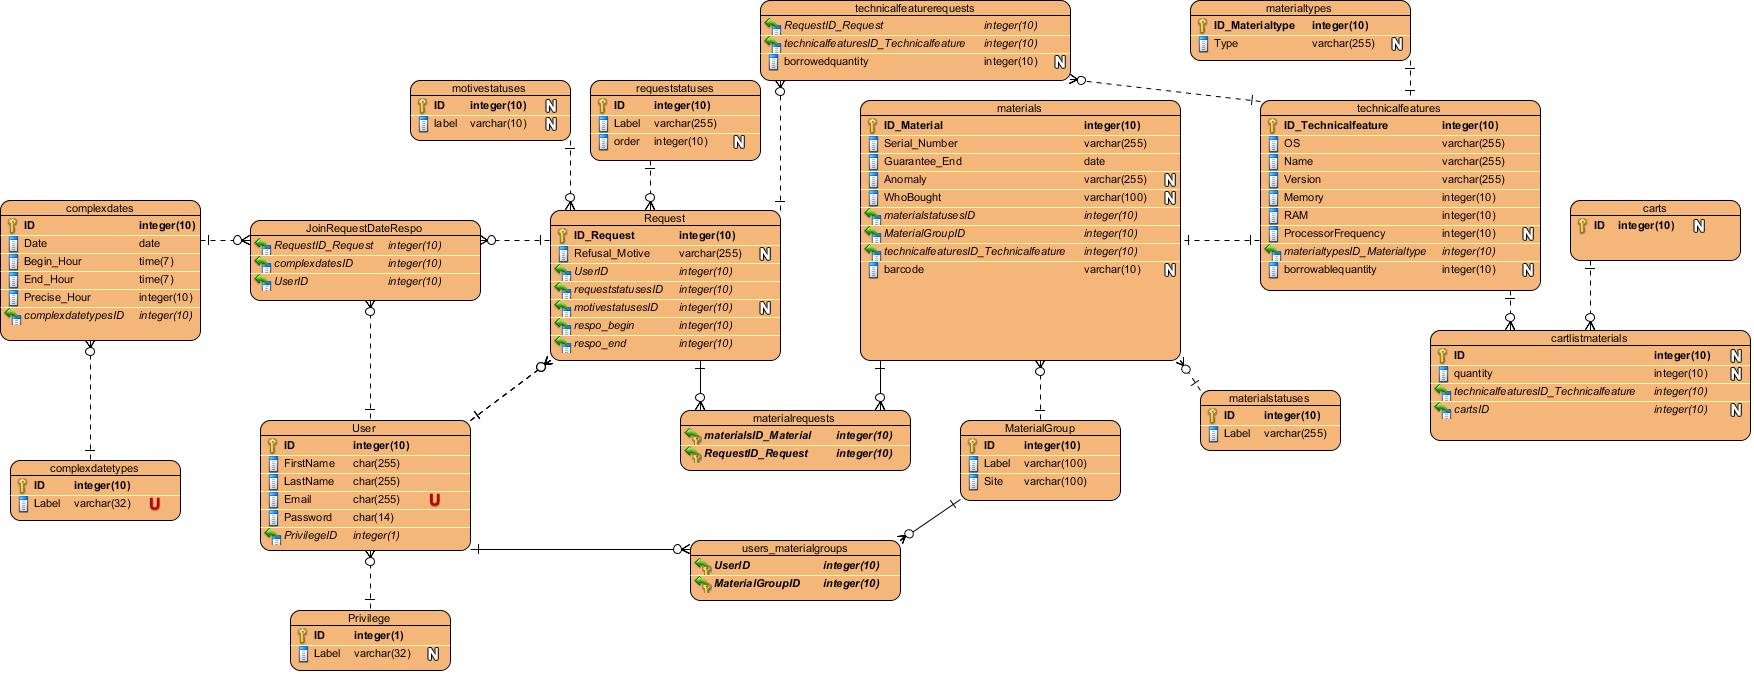 technicalfeaturerequests
RequestID_Request integer(10)
technicalfeaturesID_Technicalfeature integer(10)
borrowedquantity integer(10) N
materialtypes
ID_Materialtype integer(10)
Type varchar(255) N
motivestatuses
ID integer(10) N
label varchar(10) N
requeststatuses
ID integer(10)
Label varchar(255)
order integer(10) N
materials
ID_Material integer(10)
Serial_Number varchar(255)
Guarantee_End date
Anomaly varchar(255) N
WhoBought varchar(100) N
materialstatusesID integer(10)
MaterialGroupID integer(10)
technicalfeaturesID_Technicalfeature integer(10)
barcode varchar(10) N
technicalfeatures
ID_Technicalfeature integer(10)
OS varchar(255)
Name varchar(255)
Version varchar(255)
Memory integer(10)
RAM integer(10)
ProcessorFrequency integer(10) N
materialtypesID_Materialtype integer(10)
borrowablequantity integer(10) N
complexdates
ID integer(10)
Date date
Begin_Hour time(7)
End_Hour time(7)
Precise_Hour integer(10)
complexdatetypesID integer(10)
JoinRequestDateRespo
RequestID_Request integer(10)
complexdatesID integer(10)
UserID integer(10)
Request
ID_Request integer(10)
Refusal_Motive varchar(255) N
UserID integer(10)
requeststatusesID integer(10)
motivestatusesID integer(10) N
respo_begin integer(10)
respo_end integer(10)
carts
ID integer(10) N
cartlistmaterials
ID integer(10) N
quantity integer(10) N
technicalfeaturesID_Technicalfeature integer(10)
cartsID integer(10) N
materialrequests
materialsID_Material integer(10)
RequestID_Request integer(10)
materialstatuses
ID integer(10)
Label varchar(255)
User
ID integer(10)
FirstName char(255)
LastName char(255)
Email char(255) U
Password char(14)
PrivilegeID integer(1)
MaterialGroup
ID integer(10)
Label varchar(100)
Site varchar(100)
complexdatetypes
ID integer(10)
Label varchar(32) U
users_materialgroups
UserID integer(10)
MaterialGroupID integer(10)
Privilege
ID integer(1)
Label varchar(32) N